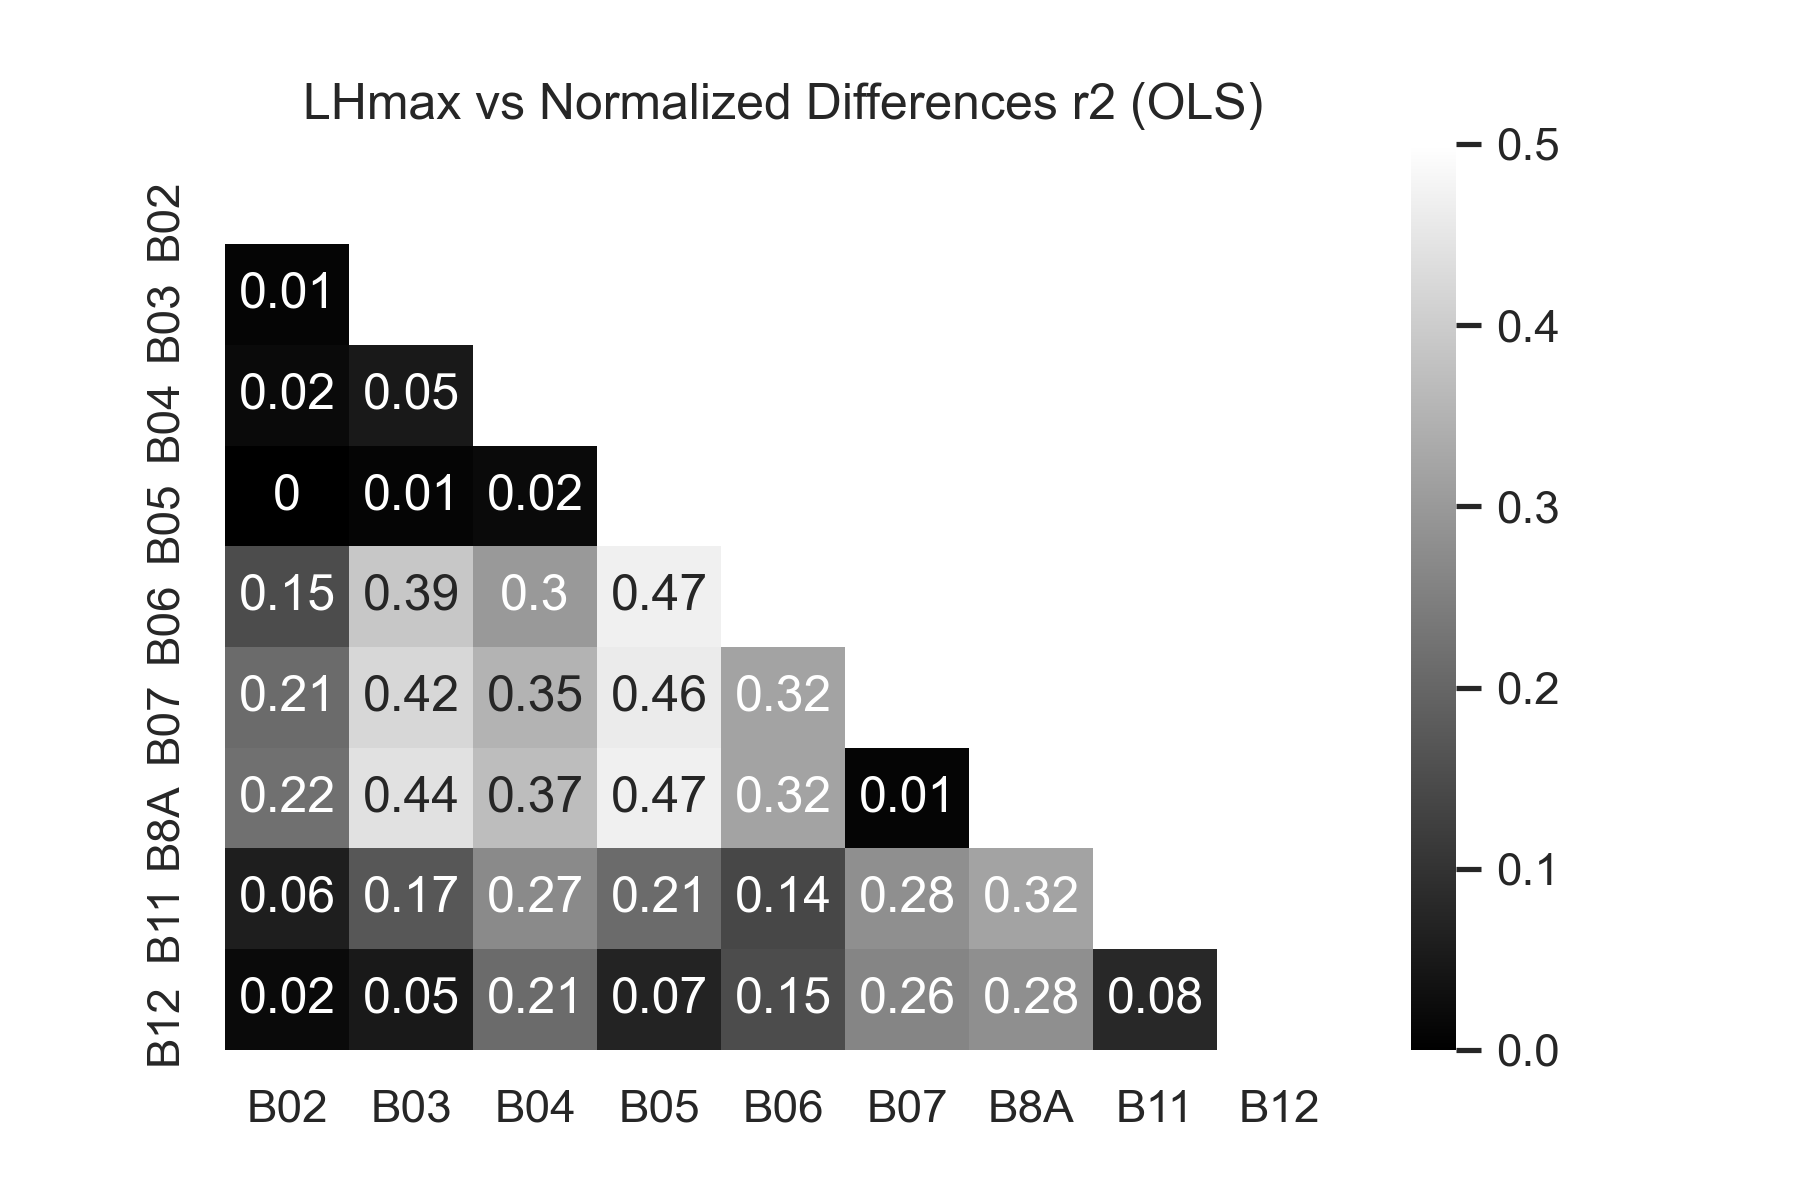 LHmax vs Normalized Differences r2 (OLS)
B02
B03 0.01
B04 0.02 0.05
B05 0 0.01 0.02
B06 0.15 0.39 0.3 0.47
B07 0.21 0.42 0.35 0.46 0.32
B8A 0.22 0.44 0.37 0.47 0.32 0.01
B11 0.06 0.17 0.27 0.21 0.14 0.28 0.32
B12 0.02 0.05 0.21 0.07 0.15 0.26 0.28 0.08
B02 B03 B04 B05 B06 B07 B8A B11 B12
0.5
0.4
0.3
0.2
0.1
0.0